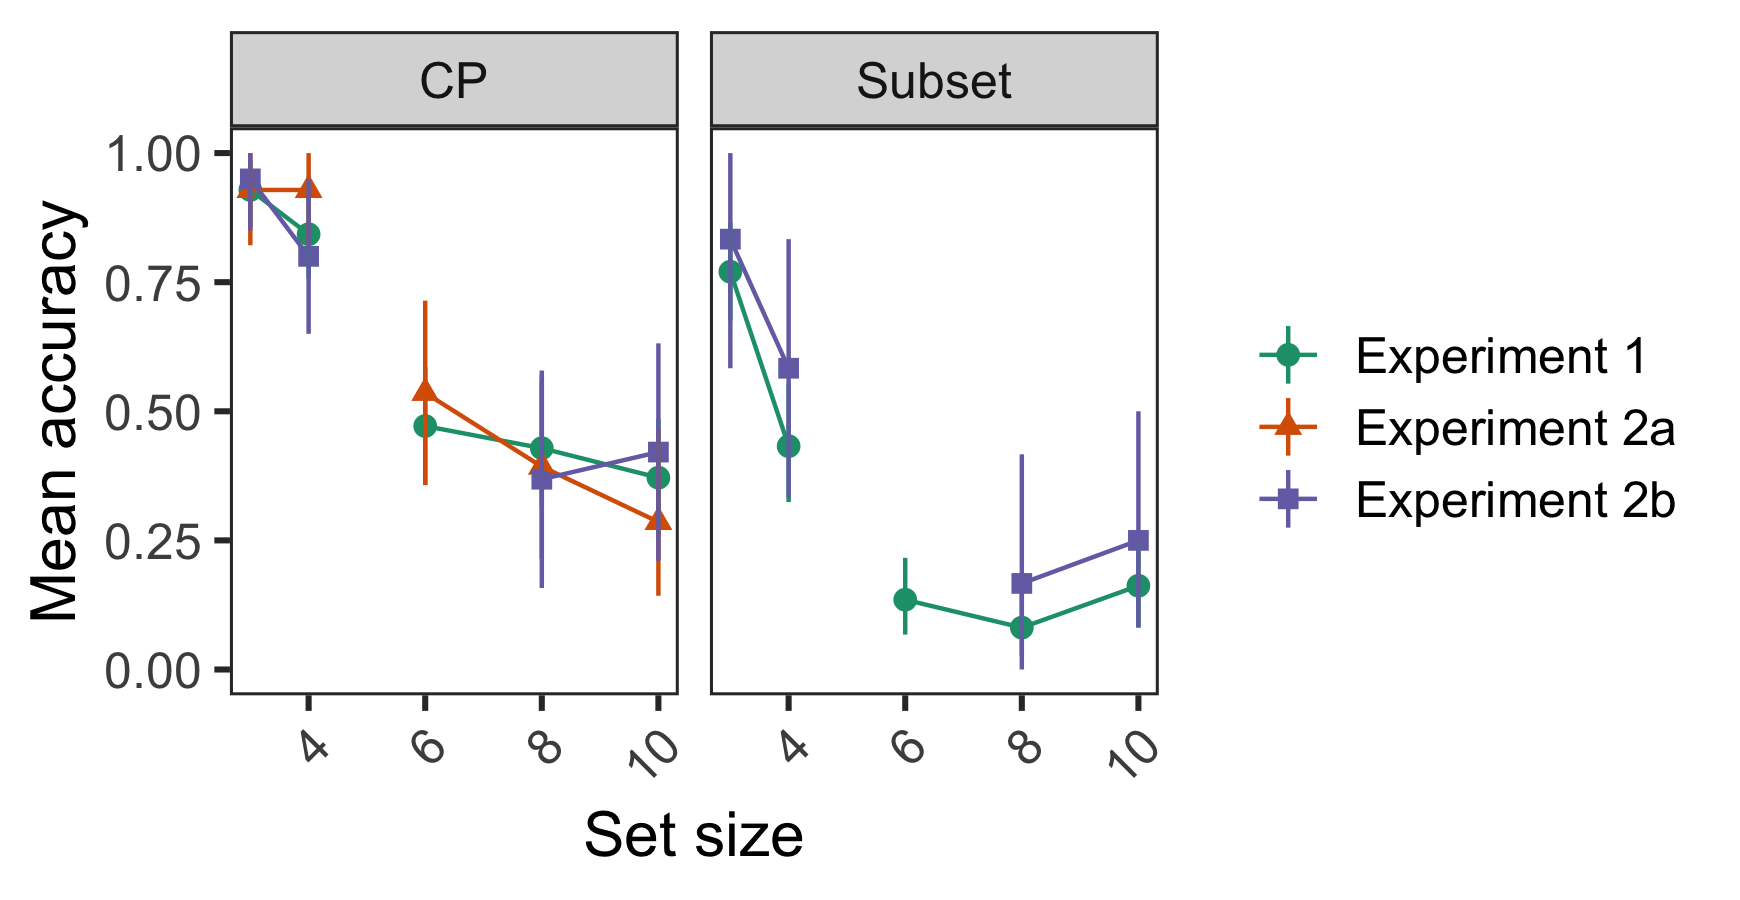 CP
Subset
1.00
0.75
0.50
0.25
0.00
Mean accuracy
4
6
8
10
4
6
8
10
Set size
Experiment 1
Experiment 2a
Experiment 2b